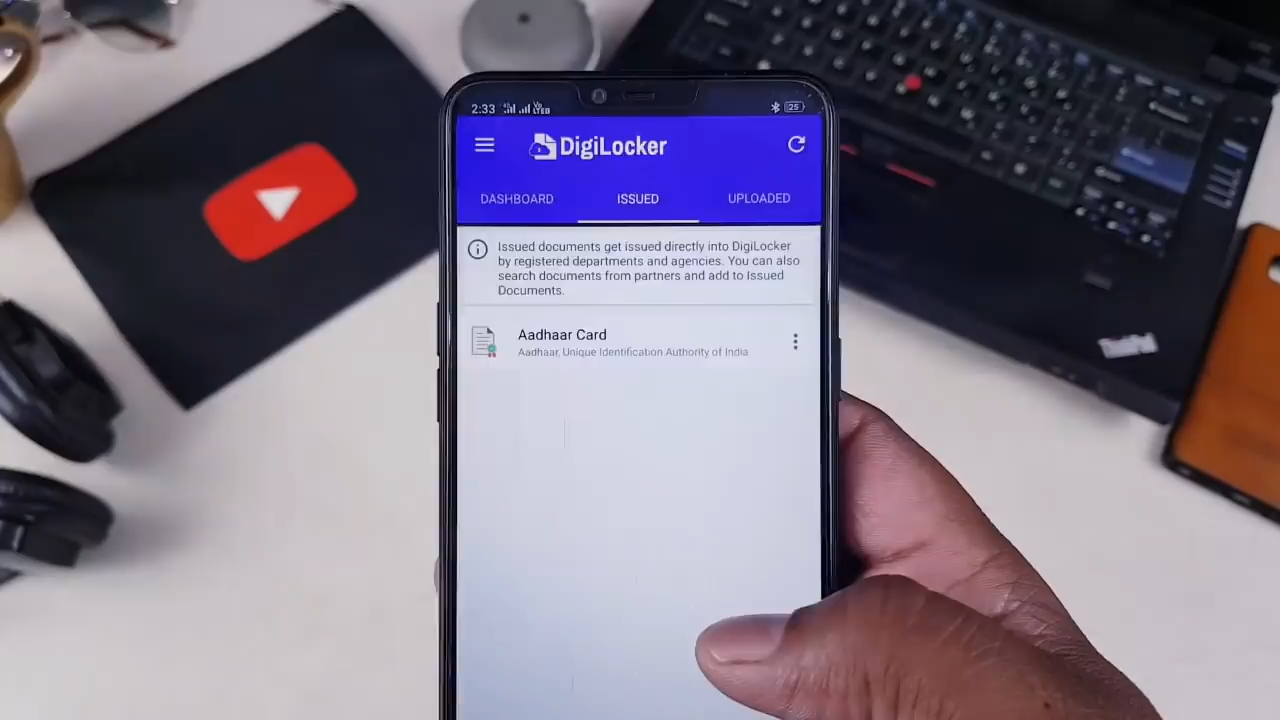 2:33
25
DigiLocker
DASHBOARD ISSUED UPLOADED
Issued documents get issued directly into DigiLocker
by registered departments and agencies. You can also
search documents from partners and add to Issued
Documents.
Aadhaar Card
Aadhaar, Unique Identification Authority of India